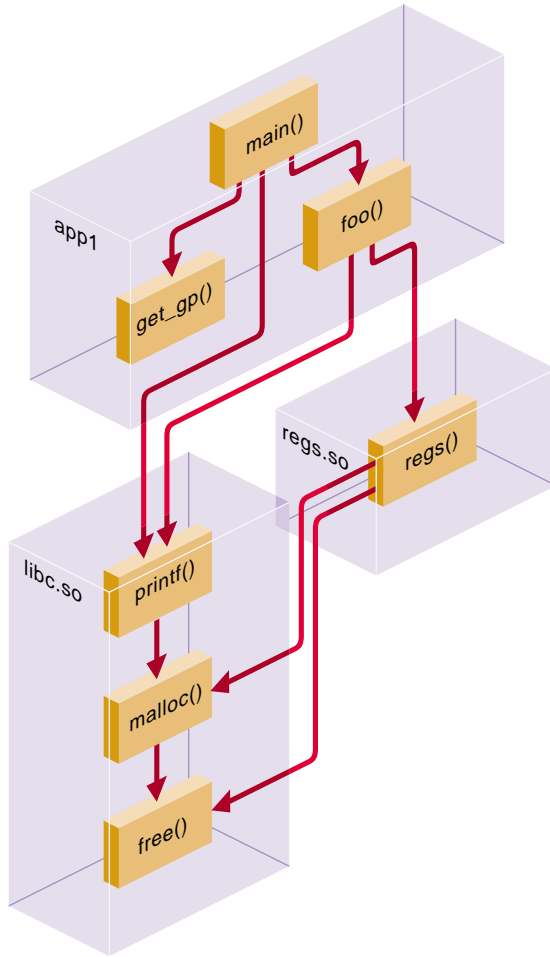 main()
foo()
app1
get_gp()
regs.so
regs()
libc.so
printf()
malloc()
free()